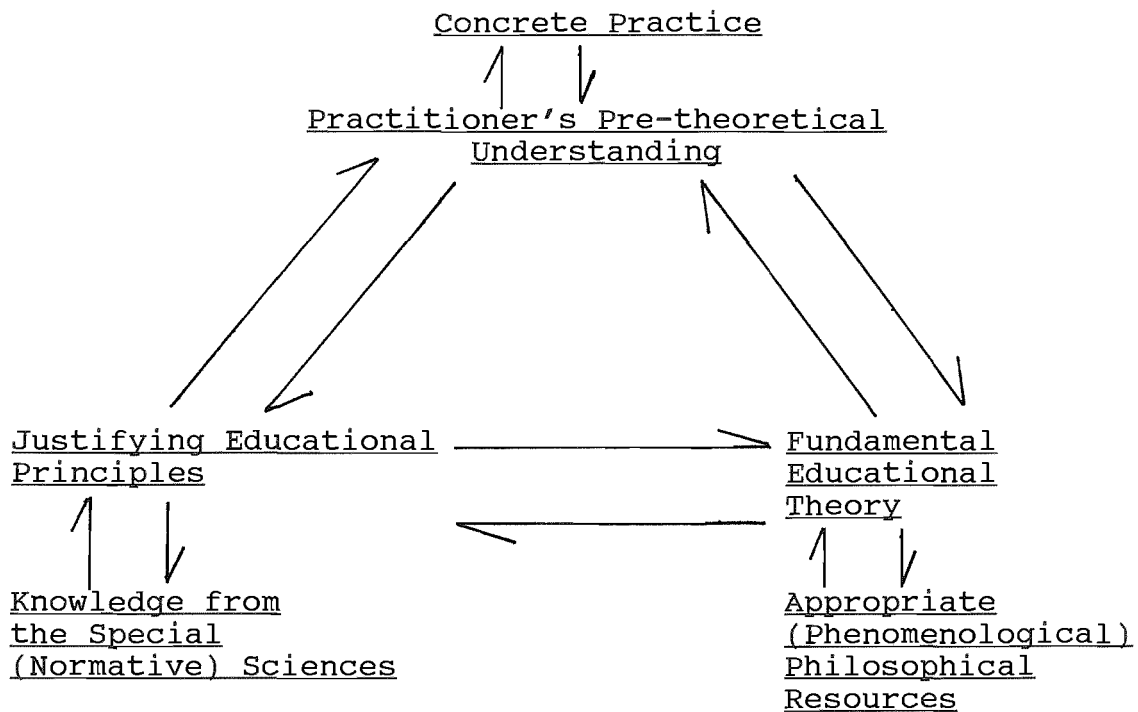 Concrete Practice
Practitioner's Pre-theoretical
Understanding
Justifying Educational
Principles
Fundamental
Educational
Theory
Knowledge from
the Special
(Normative) Sciences
Appropriate
(Phenomenological)
Philosophical
Resources